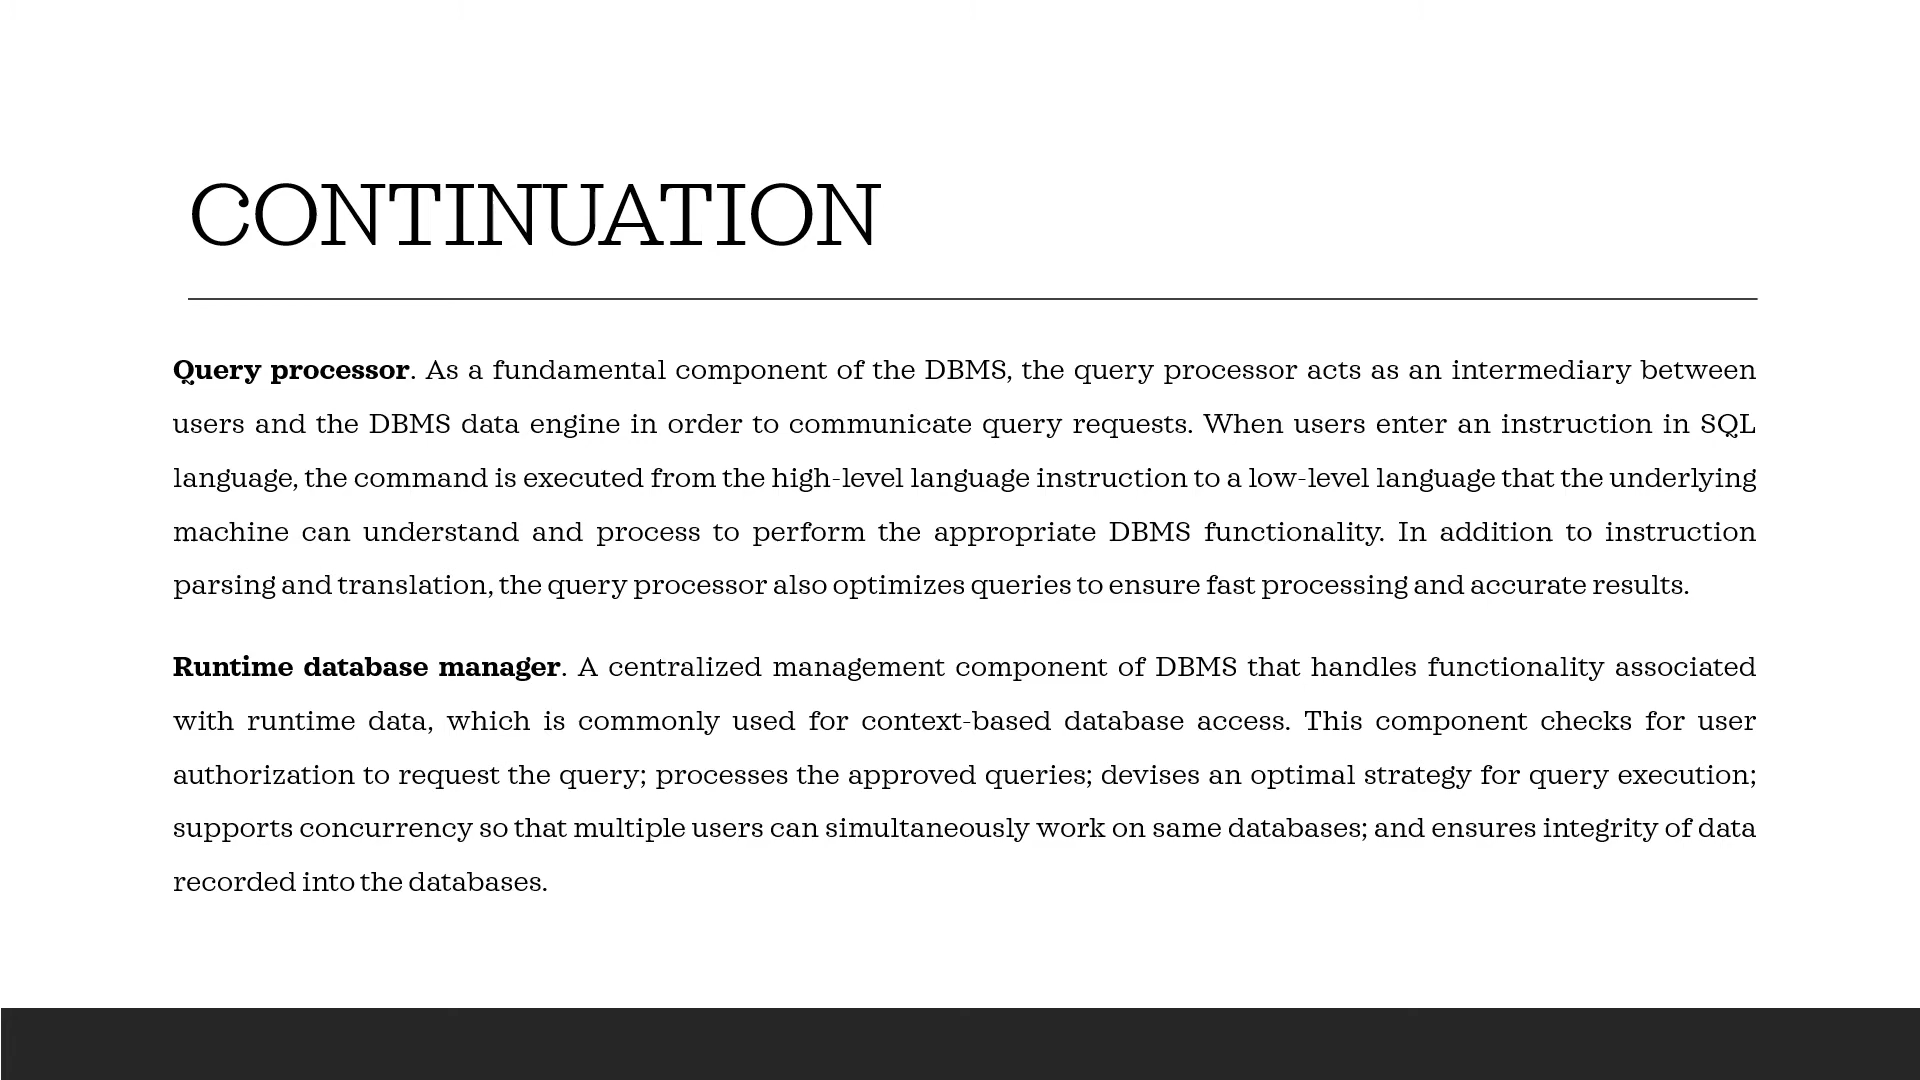 CONTINUATION
Query processor. As a fundamental component of the DBMS, the query processor acts as an intermediary between
users and the DBMS data engine in order to communicate query requests. When users enter an instruction in SQL
language, the command is executed from the high-level language instruction to a low-level language that the underlying
machine can understand and process to perform the appropriate DBMS functionality. In addition to instruction
parsing and translation, the query processor also optimizes queries to ensure fast processing and accurate results.
Runtime database manager. A centralized management component of DBMS that handles functionality associated
with runtime data, which is commonly used for context-based database access. This component checks for user
authorization to request the query; processes the approved queries; devises an optimal strategy for query execution;
supports concurrency so that multiple users can simultaneously work on same databases; and ensures integrity of data
recorded into the databases.